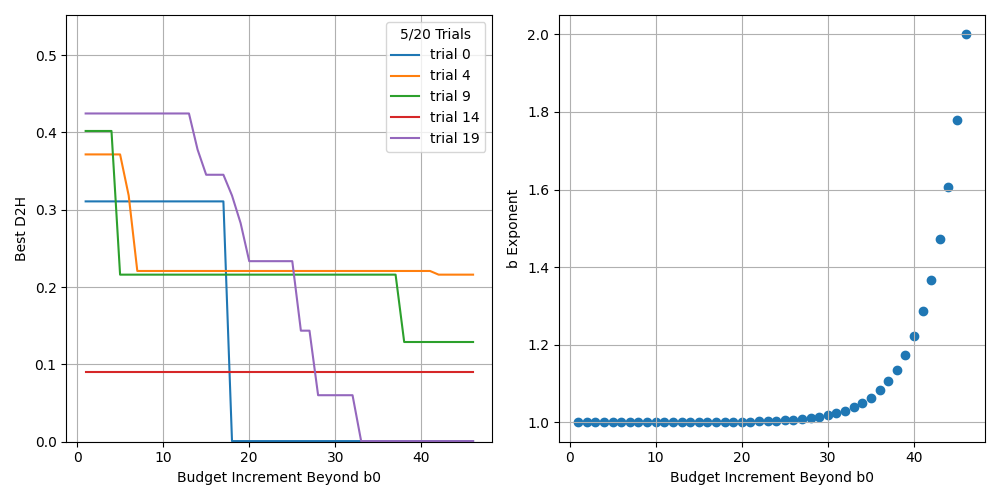 5/20 Trials
trial 0
trial 4
trial 9
trial 14
trial 19
0.5
0.4
0.3
0.2
0.1
0.0
Best D2H
0 10 20 30 40
Budget Increment Beyond b0
2.0
1.8
1.6
1.4
1.2
1.0
b Exponent
0 10 20 30 40
Budget Increment Beyond b0